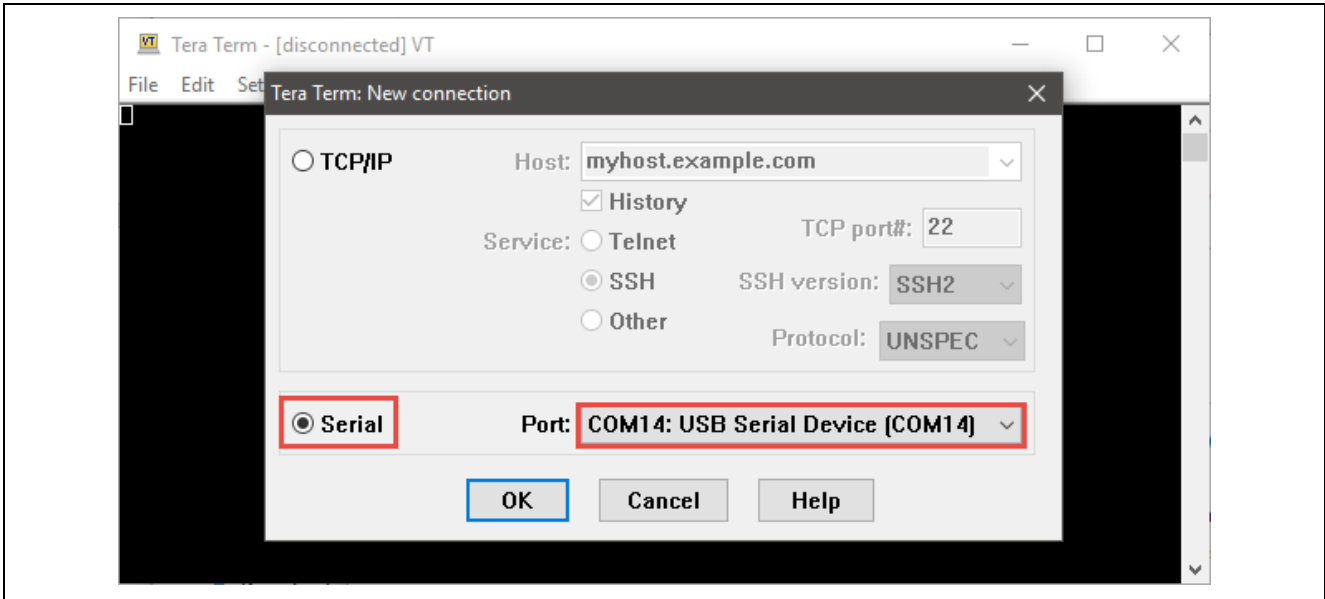 Tera Term - [disconnected] VT
File Edit Set
Tera Term: New connection
TCP/IP Host: myhost.example.com
History
Service: Telnet TCP port#: 22
SSH SSH version: SSH2
Other Protocol: UNSPEC
Serial Port: COM14: USB Serial Device (COM14)
OK Cancel Help